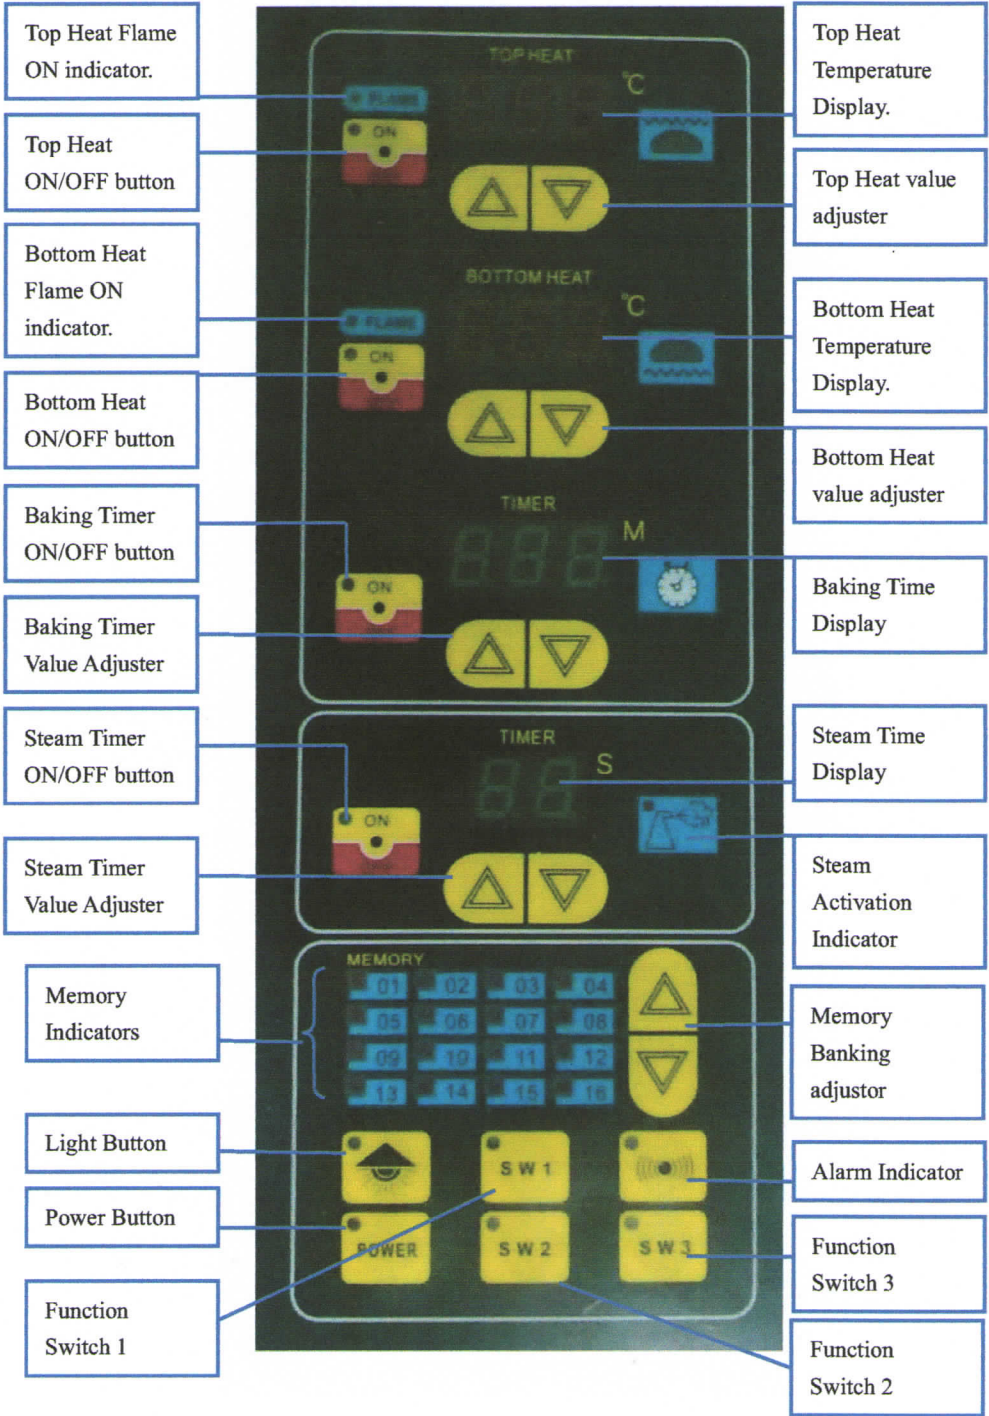 Top Heat Flame
ON indicator.
Top Heat
ON/OFF button
Bottom Heat
Flame ON
indicator.
Bottom Heat
ON/OFF button
Baking Timer
ON/OFF button
Baking Timer
Value Adjuster
Steam Timer
ON/OFF button
Steam Timer
Value Adjuster
Memory
Indicators
Light Button
Power Button
Function
Switch 1
TOP HEAT
°C
FLAME
ON
BOTTOM HEAT
°C
FLAME
ON
TIMER
M
ON
TIMER
S
ON
MEMORY
01 02 03 04
05 06 07 08
09 10 11 12
13 14 15 16
SW1
POWER SW2 SW3
Top Heat
Temperature
Display.
Top Heat value
adjuster
Bottom Heat
Temperature
Display.
Bottom Heat
value adjuster
Baking Time
Display
Steam Time
Display
Steam
Activation
Indicator
Memory
Banking
adjustor
Alarm Indicator
Function
Switch 3
Function
Switch 2